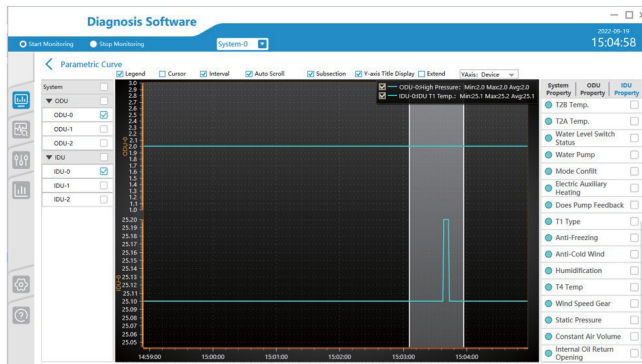 Diagnosis Software
2022-09-19
Start Monitoring
Stop Monitoring
System-0
15:04:58
Parametric Curve
Legend
Cursor
Interval
Auto Scroll
Subsection
Y-axis Title Display
Extend
YAxis: Device
System
ODU
ODU-0
ODU-1
ODU-2
IDU
IDU-0
IDU-1
IDU-2
ODU-0:High Pressure: Min:2.0 Max:2.0 Avg:2.0
IDU-0:IDU T1 Temp.: Min:25.1 Max:25.2 Avg:25.1
ODU-0
3.0
2.9
2.8
2.7
2.6
2.5
2.4
2.3
2.2
2.1
2.0
1.9
1.8
1.7
1.6
1.5
1.4
1.3
1.2
1.1
1.0
IDU-0
25.20
25.19
25.18
25.17
25.16
25.15
25.14
25.13
25.12
25.11
25.10
25.09
25.08
25.07
25.06
25.05
14:59:00
15:00:00
15:01:00
15:02:00
15:03:00
15:04:00
System Property
ODU Property
IDU Property
T2B Temp.
T2A Temp.
Water Level Switch
Status
Water Pump
Mode Confilt
Electric Auxiliary
Heating
Does Pump Feedback
T1 Type
Anti-Freezing
Anti-Cold Wind
Humidification
T4 Temp
Wind Speed Gear
Static Pressure
Constant Air Volume
Internal Oil Return
Opening